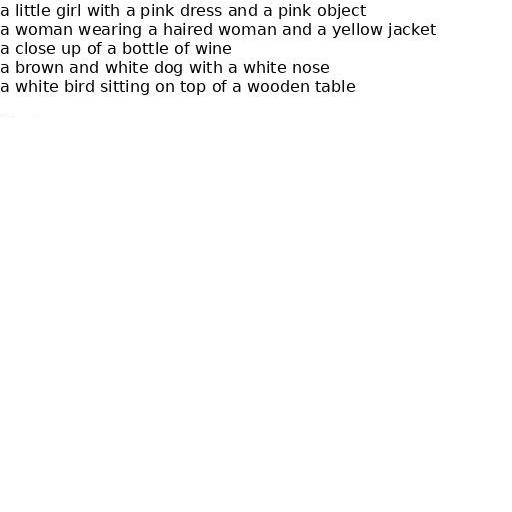 a little girl with a pink dress and a pink object
a woman wearing a haired woman and a yellow jacket
a close up of a bottle of wine
a brown and white dog with a white nose
a white bird sitting on top of a wooden table